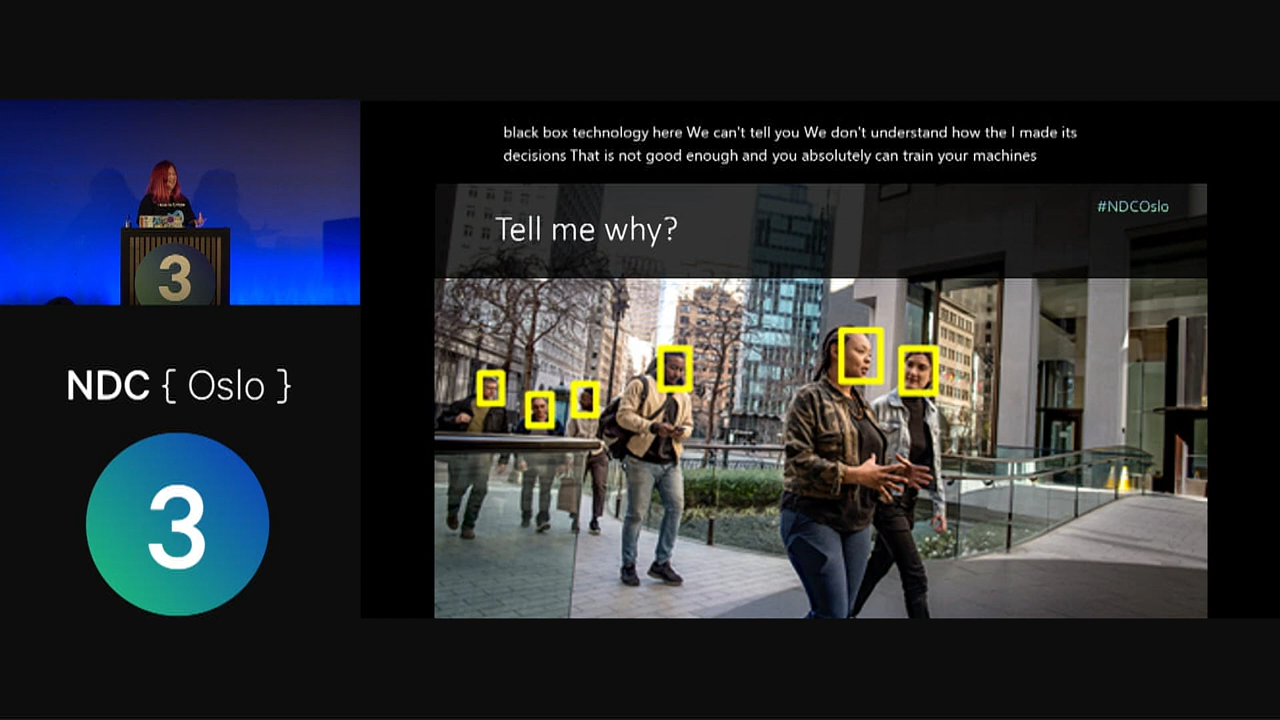 black box technology here We can't tell you We don't understand how the I made its
decisions That is not good enough and you absolutely can train your machines
#NDCOslo
Tell me why?
3
NDC { Oslo }
3